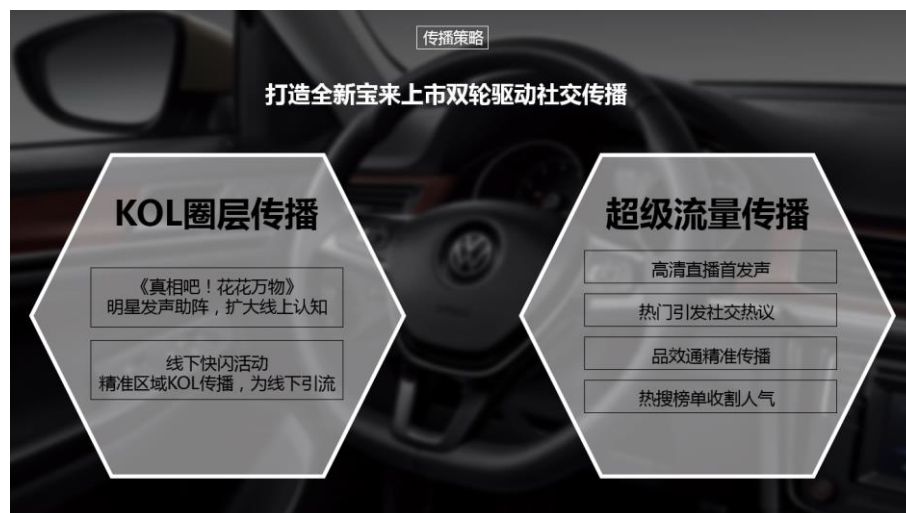 传播策略
打造全新宝来上市双轮驱动社交传播
KOL圈层传播
《真相吧！花花万物》
明星发声助阵，扩大线上认知
线下快闪活动
精准区域KOL传播，为线下引流
超级流量传播
高清直播首发声
热门引发社交热议
品效通精准传播
热搜榜单收割人气